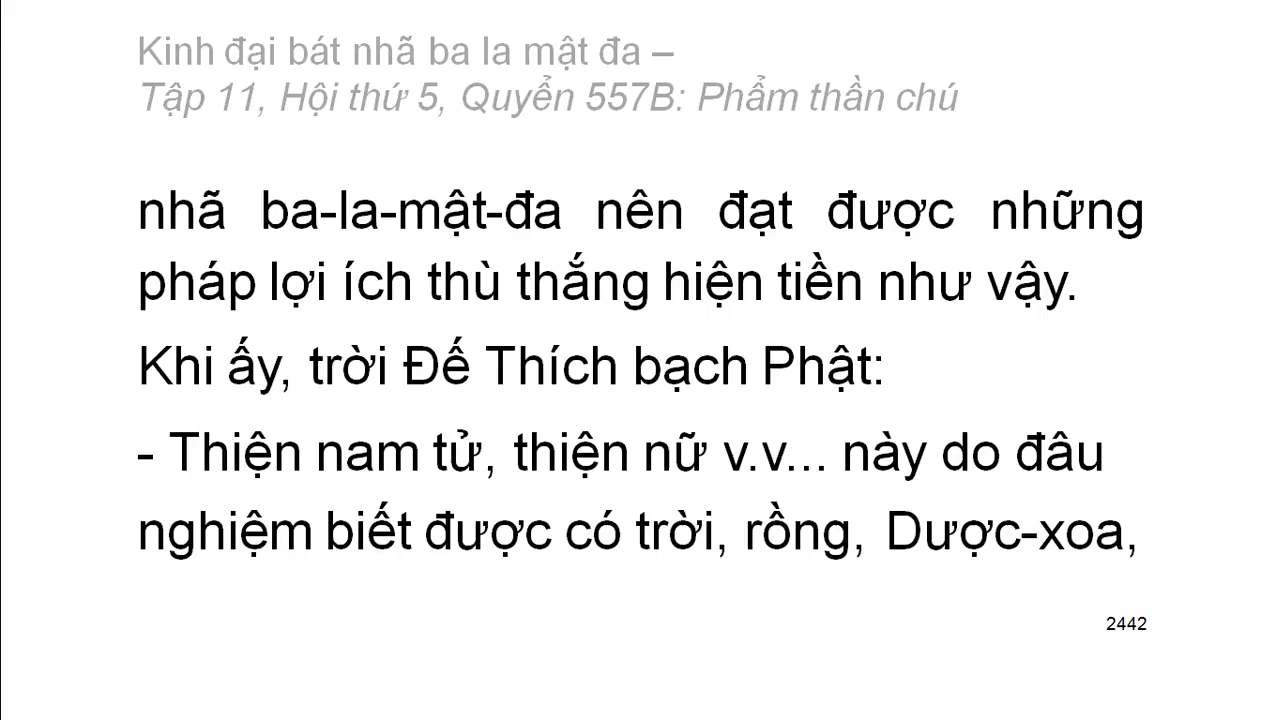 Kinh đại bát nhã ba la mật đa –
Tập 11, Hội thứ 5, Quyển 557B: Phẩm thần chú
nhã ba-la-mật-đa nên đạt được những
pháp lợi ích thù thắng hiện tiền như vậy.
Khi ấy, trời Đế Thích bạch Phật:
- Thiện nam tử, thiện nữ v.v... này do đâu
nghiệm biết được có trời, rồng, Dược-xoa,
2442